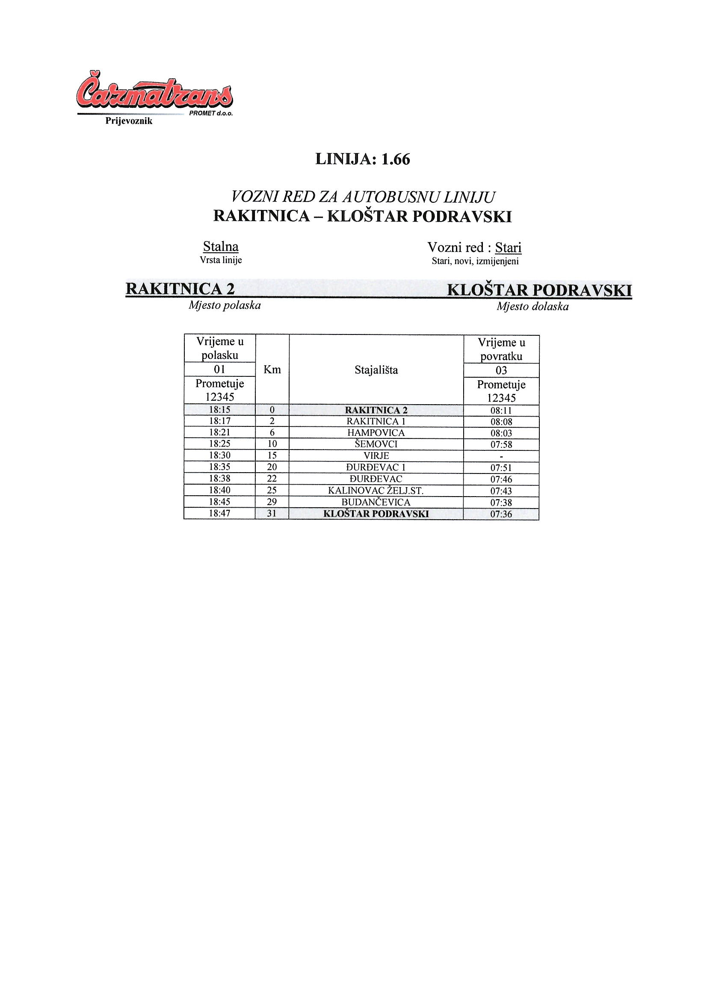 Čazmatrans
PROMET d.o.o.
Prijevoznik
LINIJA: 1.66
VOZNI RED ZA AUTOBUSNU LINIJU
RAKITNICA – KLOŠTAR PODRAVSKI
Stalna Vozni red : Stari
Vrsta linije Stari, novi, izmijenjeni
RAKITNICA 2 KLOŠTAR PODRAVSKI
Mjesto polaska Mjesto dolaska
Vrijeme u polasku Km Stajališta Vrijeme u povratku
01 03
Prometuje 12345 Prometuje 12345
18:15 0 RAKITNICA 2 08:11
18:17 2 RAKITNICA 1 08:08
18:21 6 HAMPOVICA 08:03
18:25 10 ŠEMOVCI 07:58
18:30 15 VIRJE -
18:35 20 ĐURĐEVAC 1 07:51
18:38 22 ĐURĐEVAC 07:46
18:40 25 KALINOVAC ŽELJ.ST. 07:43
18:45 29 BUDANČEVICA 07:38
18:47 31 KLOŠTAR PODRAVSKI 07:36